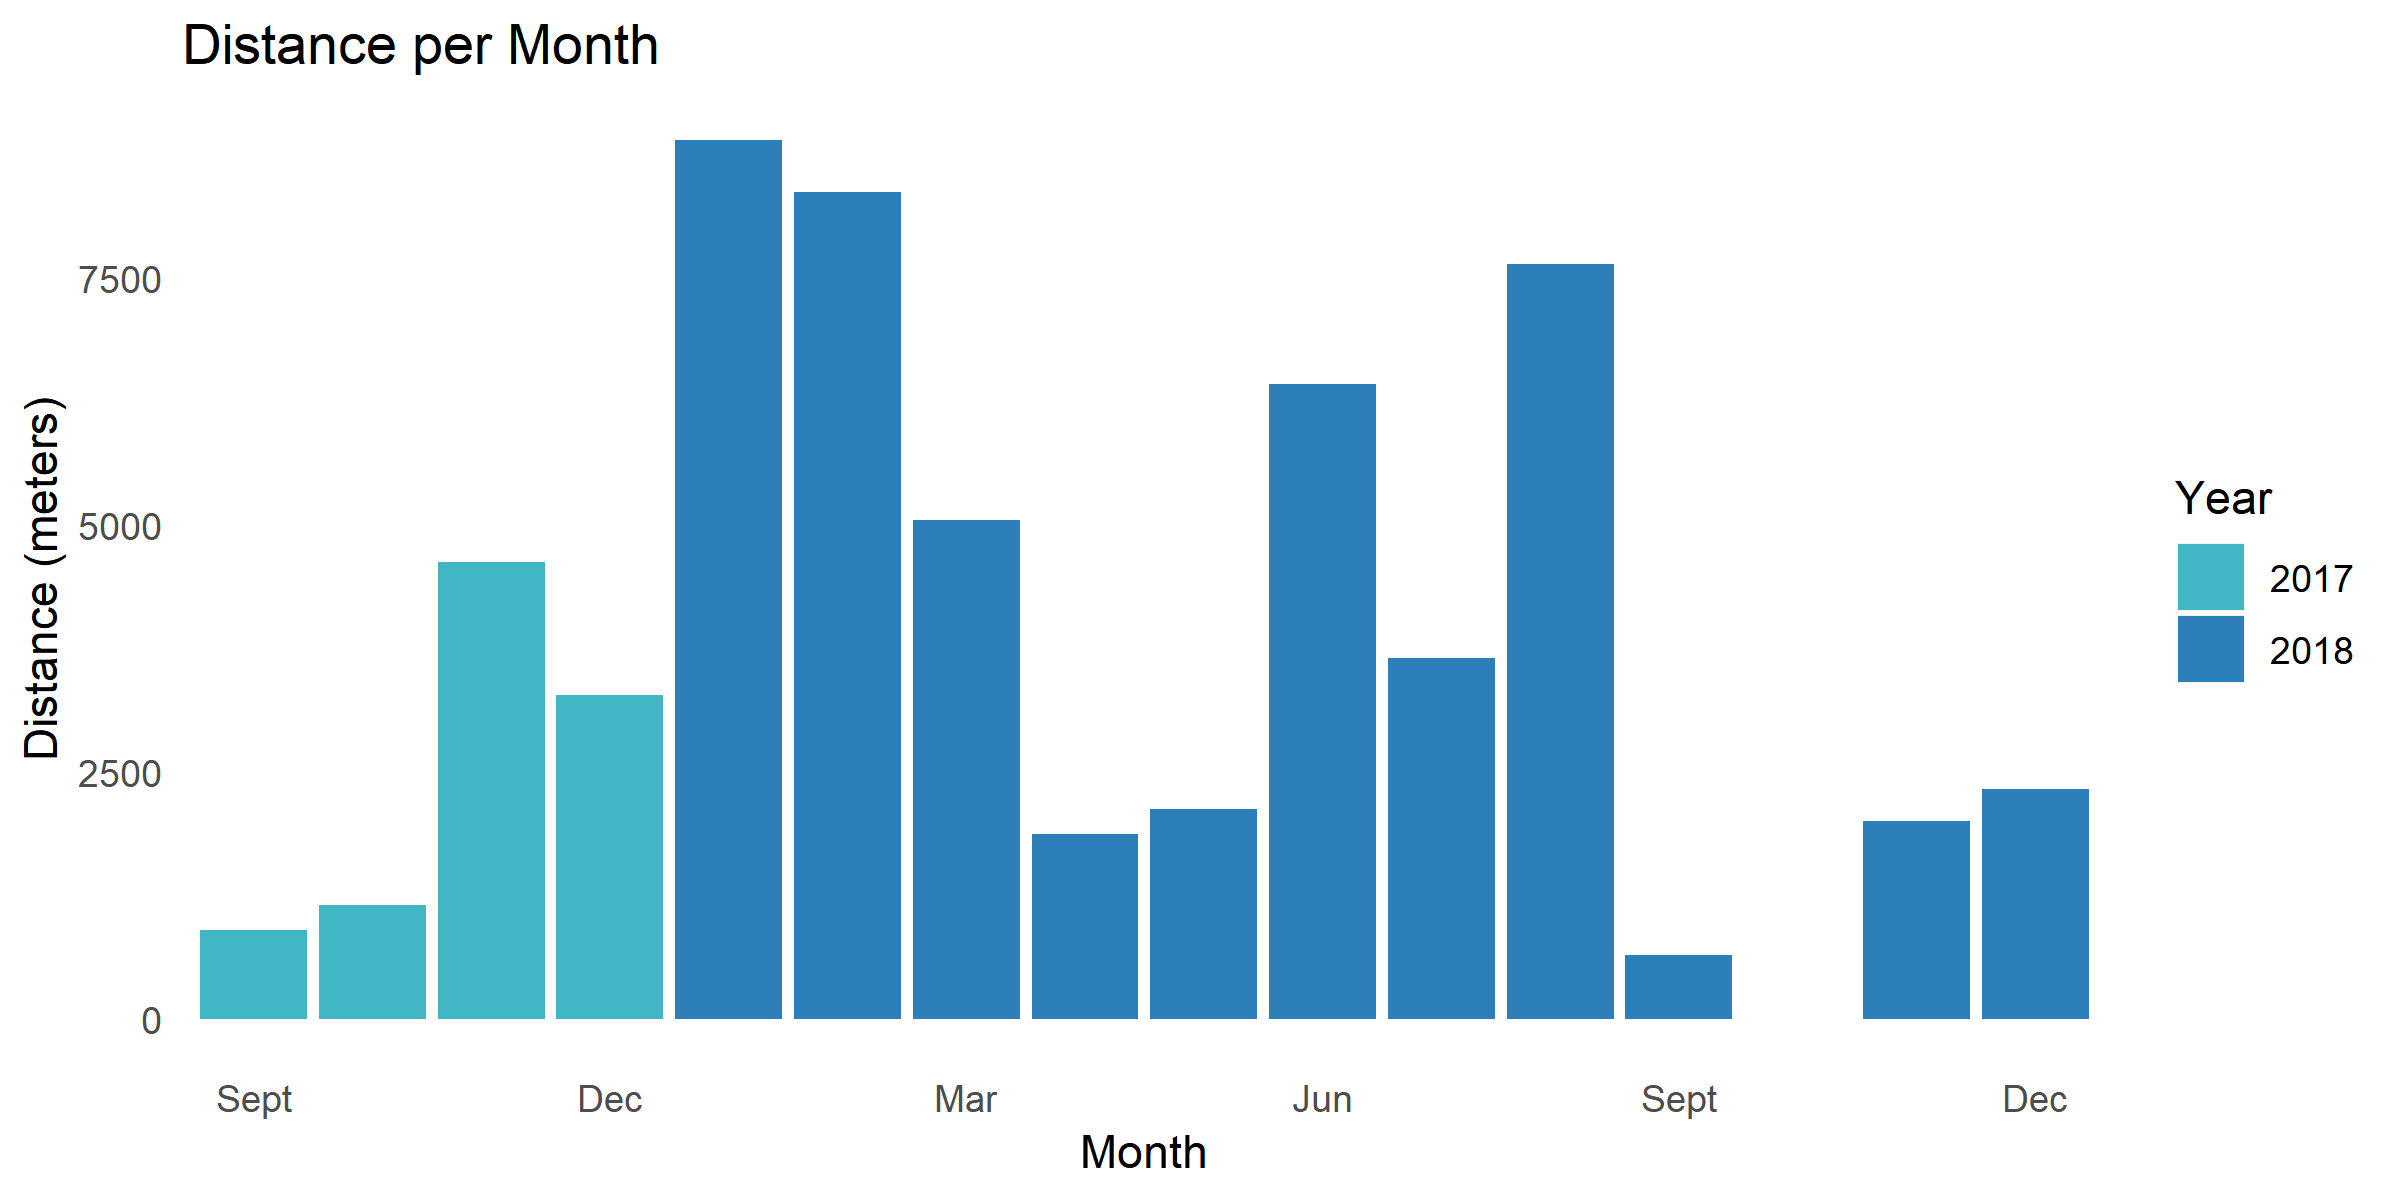 Distance per Month
Distance (meters)
7500
5000
2500
0
Sept Dec Mar Jun Sept Dec
Month
Year
2017
2018